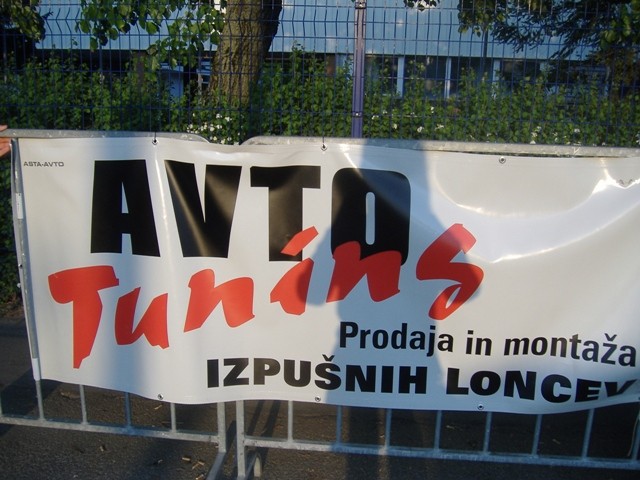 ASTA-AVTO
AVTO
Tuning
Prodaja in montaža
IZPUŠNIH LONCEV